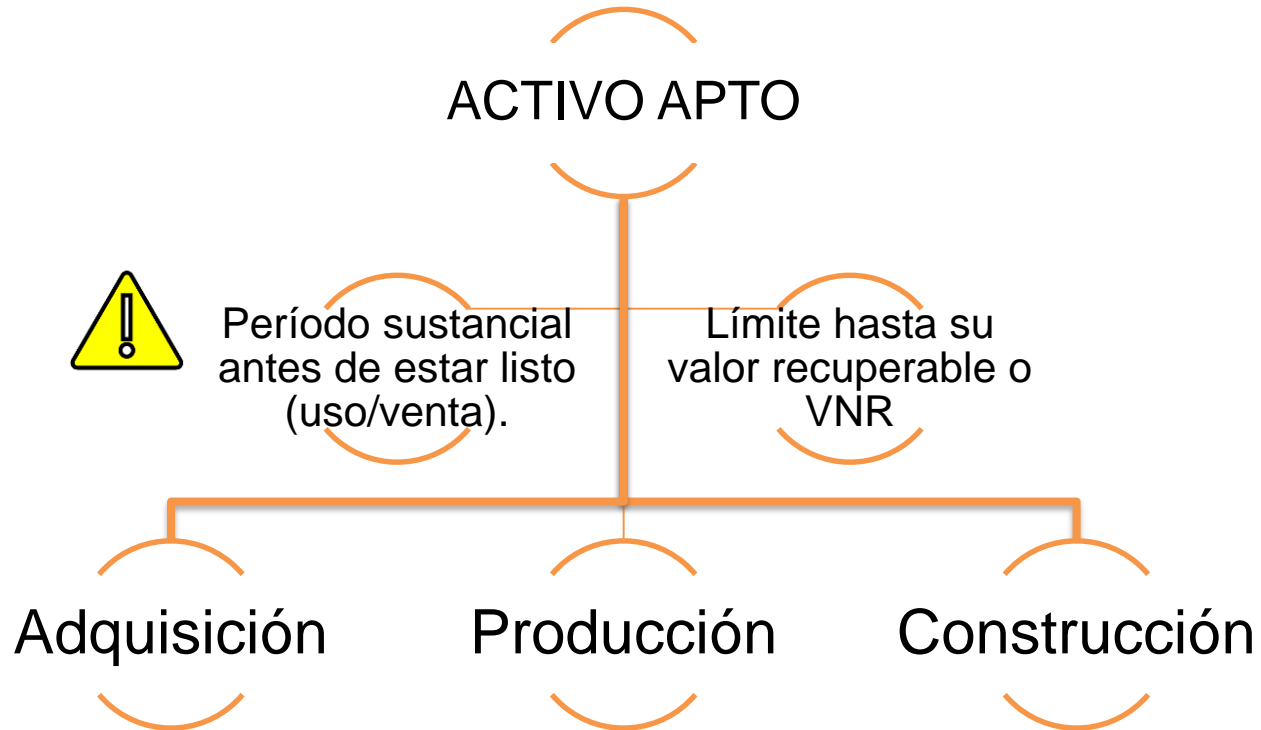 ACTIVO APTO
Período sustancial
antes de estar listo
(uso/venta).
Límite hasta su
valor recuperable o
VNR
Adquisición
Producción
Construcción